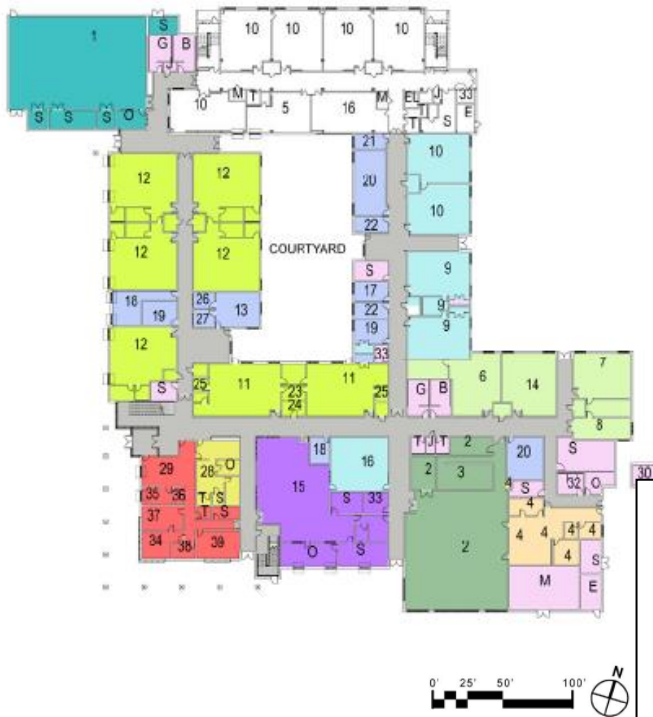 S
1
G B
10 10 10 10
S S S O
10 M T 5 16 M
EL J 33
T T S E
12 12
21
20
22
10
10
COURTYARD
12 12
S
17
22
19
33
9
9
9
18 19
26
27
13
12
S
25 11 23
24
11 25
G B
6 14
7
8
29
35 36
37
34 38 39
28 O
T S
T S
15
18
16
S 33
S
O
T J T
2
2 3
2
20
4
S
4
4 4 4 4
4
S
M E
S
32 O
30
0' 25' 50' 100'
N